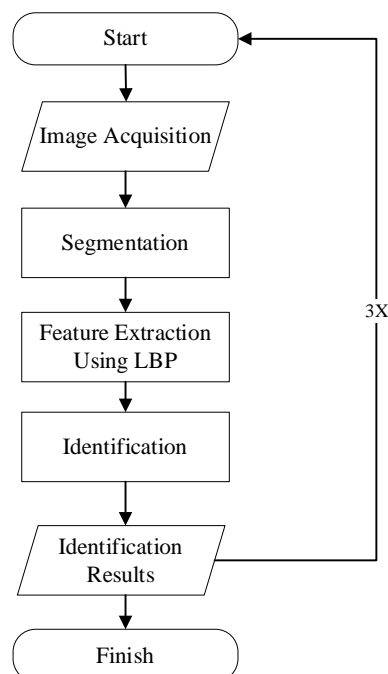 Start
Image Acquisition
Segmentation
Feature Extraction
Using LBP
3X
Identification
Identification
Results
Finish